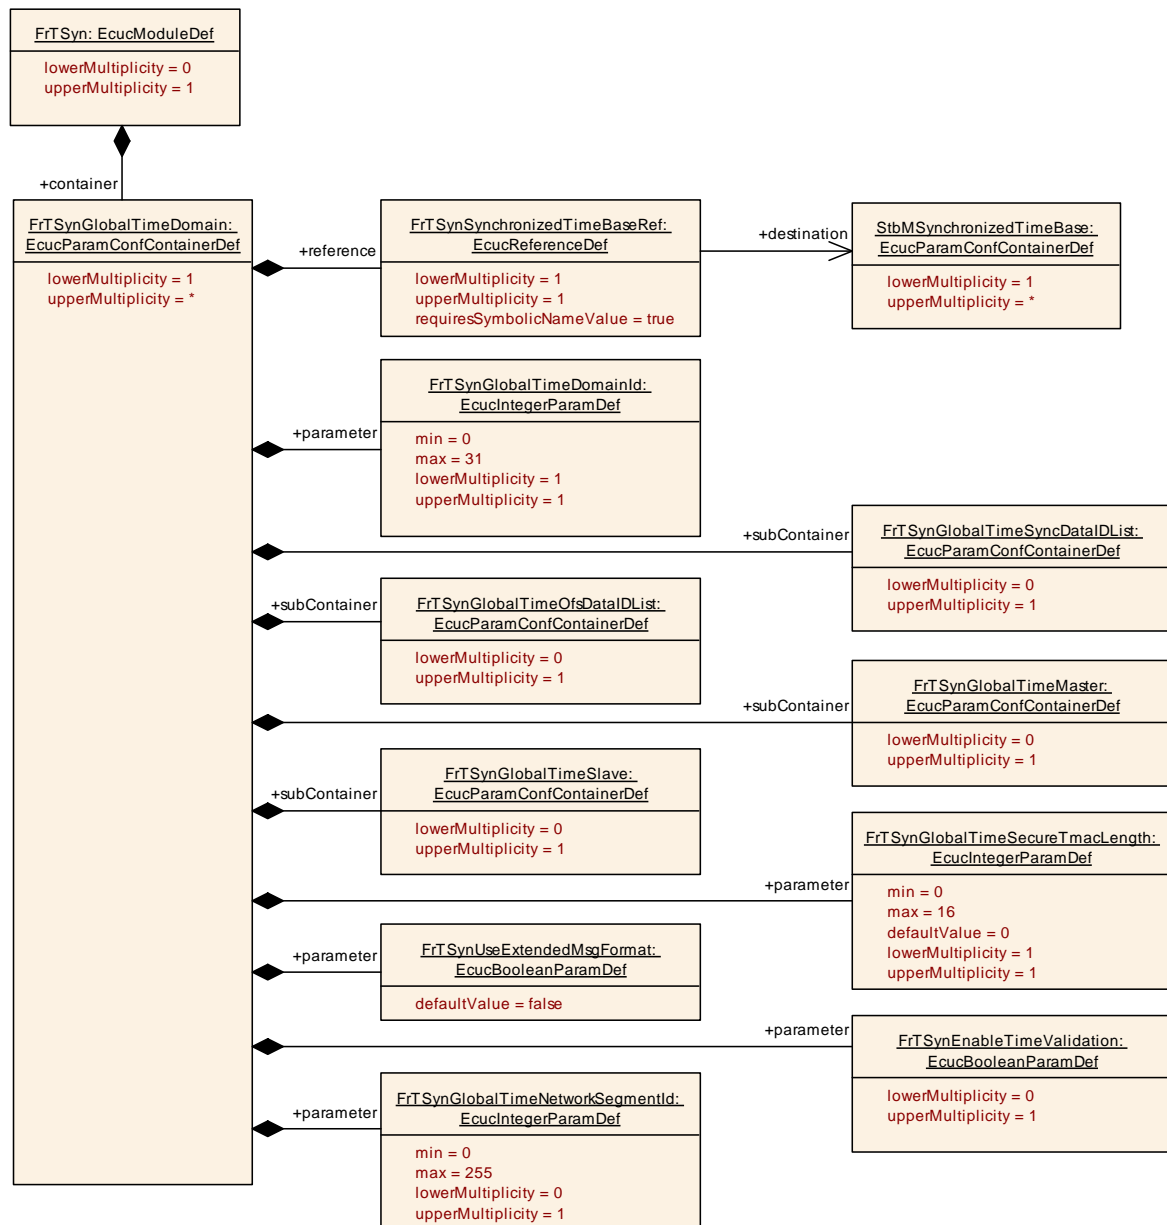 FrTSyn: EcucModuleDef
lowerMultiplicity = 0
upperMultiplicity = 1
+container
FrTSynGlobalTimeDomain:
EcucParamConfContainerDef
lowerMultiplicity = 1
upperMultiplicity = *
+reference
FrTSynSynchronizedTimeBaseRef:
EcucReferenceDef
lowerMultiplicity = 1
upperMultiplicity = 1
requiresSymbolicNameValue = true
+destination
StbMSynchronizedTimeBase:
EcucParamConfContainerDef
lowerMultiplicity = 1
upperMultiplicity = *
+parameter
FrTSynGlobalTimeDomainId:
EcucIntegerParamDef
min = 0
max = 31
lowerMultiplicity = 1
upperMultiplicity = 1
+subContainer
FrTSynGlobalTimeSyncDataIDList:
EcucParamConfContainerDef
lowerMultiplicity = 0
upperMultiplicity = 1
+subContainer
FrTSynGlobalTimeOfsDataIDList:
EcucParamConfContainerDef
lowerMultiplicity = 0
upperMultiplicity = 1
+subContainer
FrTSynGlobalTimeMaster:
EcucParamConfContainerDef
lowerMultiplicity = 0
upperMultiplicity = 1
+subContainer
FrTSynGlobalTimeSlave:
EcucParamConfContainerDef
lowerMultiplicity = 0
upperMultiplicity = 1
+parameter
FrTSynGlobalTimeSecureTmacLength:
EcucIntegerParamDef
min = 0
max = 16
defaultValue = 0
lowerMultiplicity = 1
upperMultiplicity = 1
+parameter
FrTSynUseExtendedMsgFormat:
EcucBooleanParamDef
defaultValue = false
+parameter
FrTSynEnableTimeValidation:
EcucBooleanParamDef
lowerMultiplicity = 0
upperMultiplicity = 1
+parameter
FrTSynGlobalTimeNetworkSegmentId:
EcucIntegerParamDef
min = 0
max = 255
lowerMultiplicity = 0
upperMultiplicity = 1